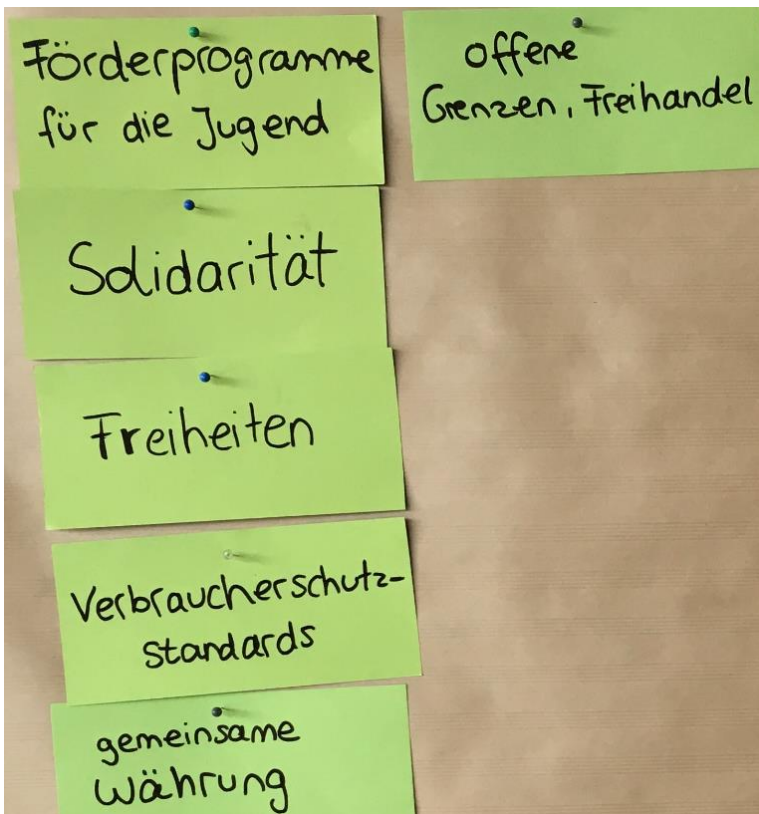 Förderprogramme
für die Jugend
offene
Grenzen, Freihandel
Solidarität
Freiheiten
Verbraucherschutz-
standards
gemeinsame
Währung